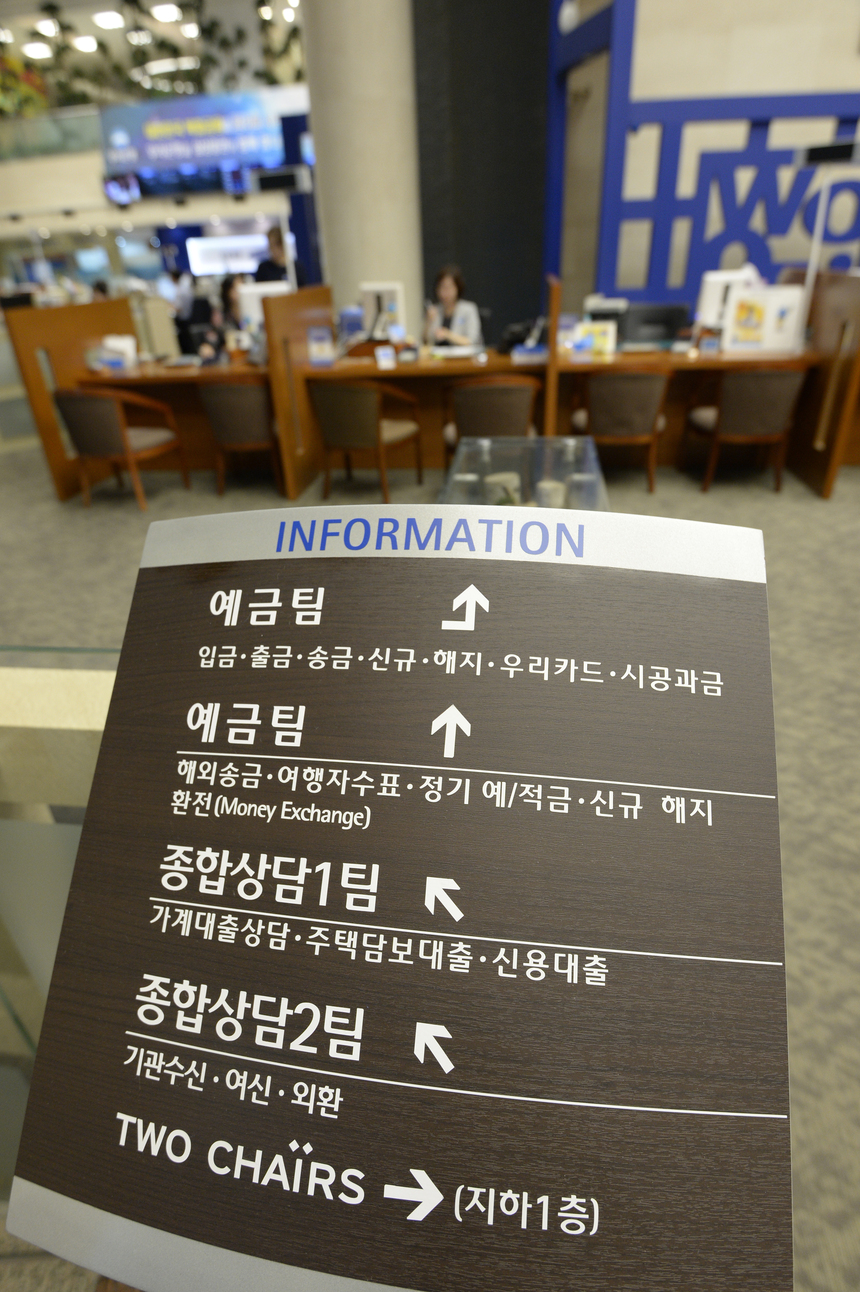 INFORMATION
예금팀
입금·출금·송금·신규·해지·우리카드·시공과금
예금팀
해외송금·여행자수표·정기 예/적금·신규 해지
환전(Money Exchange)
종합상담1팀
가계대출상담·주택담보대출·신용대출
종합상담2팀
기관수신·여신·외환
TWO CHAIRS (지하1층)